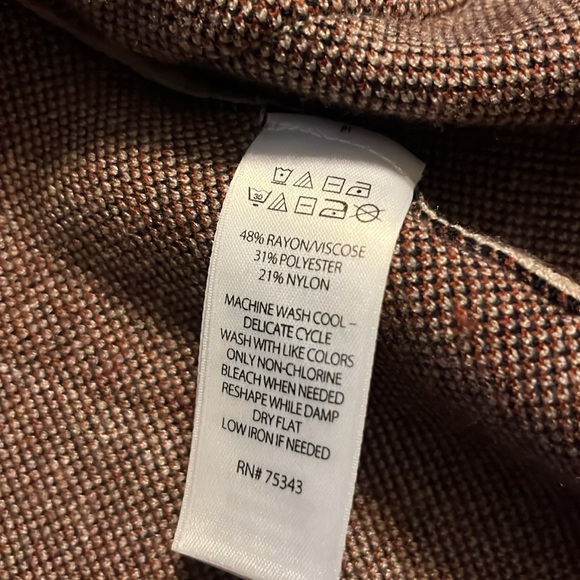 30
48% RAYON/VISCOSE
31% POLYESTER
21% NYLON
MACHINE WASH COOL –
DELICATE CYCLE
WASH WITH LIKE COLORS
ONLY NON-CHLORINE
BLEACH WHEN NEEDED
RESHAPE WHILE DAMP
DRY FLAT
LOW IRON IF NEEDED
RN# 75343